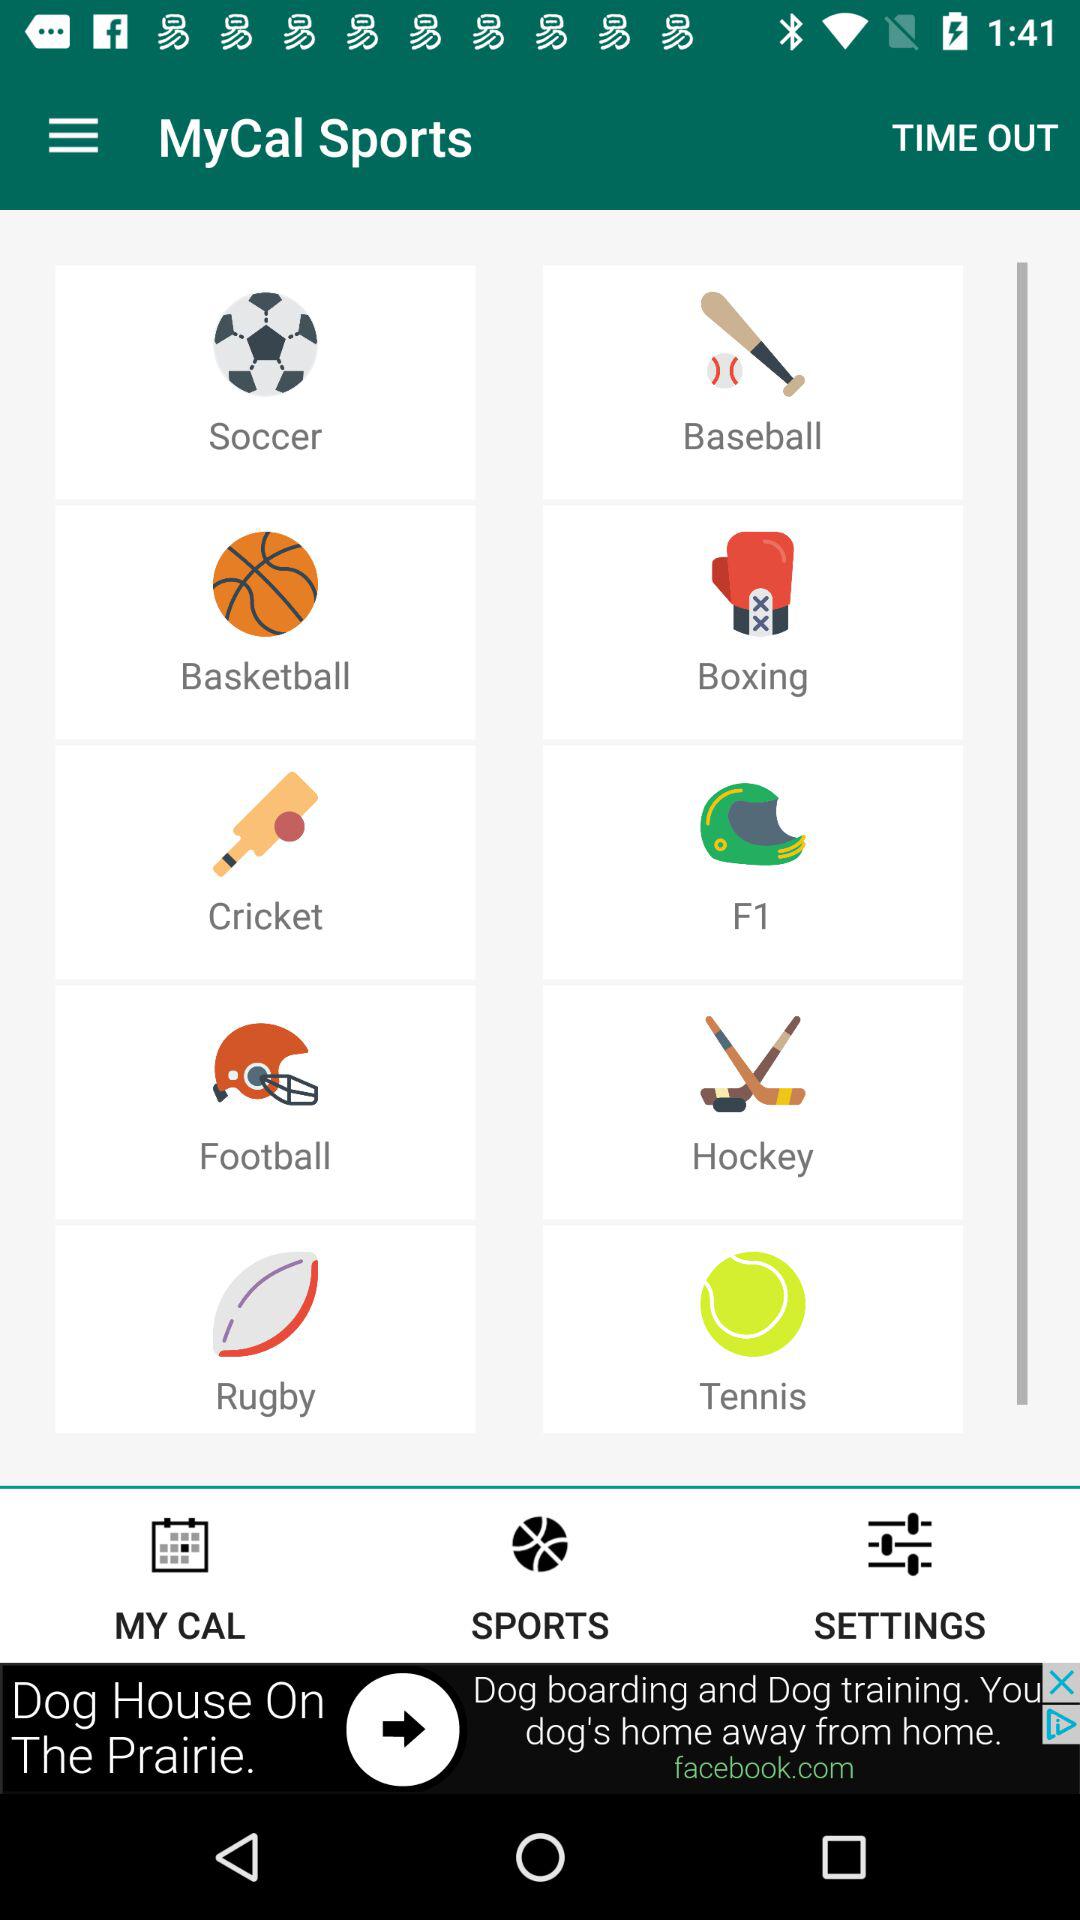 1:41
MyCal Sports
TIME OUT
Soccer
Baseball
Basketball
Boxing
Cricket
F1
Football
Hockey
Rugby
Tennis
MY CAL
SPORTS
SETTINGS
Dog House On
The Prairie.
Dog boarding and Dog training. You
dog's home away from home.
facebook.com